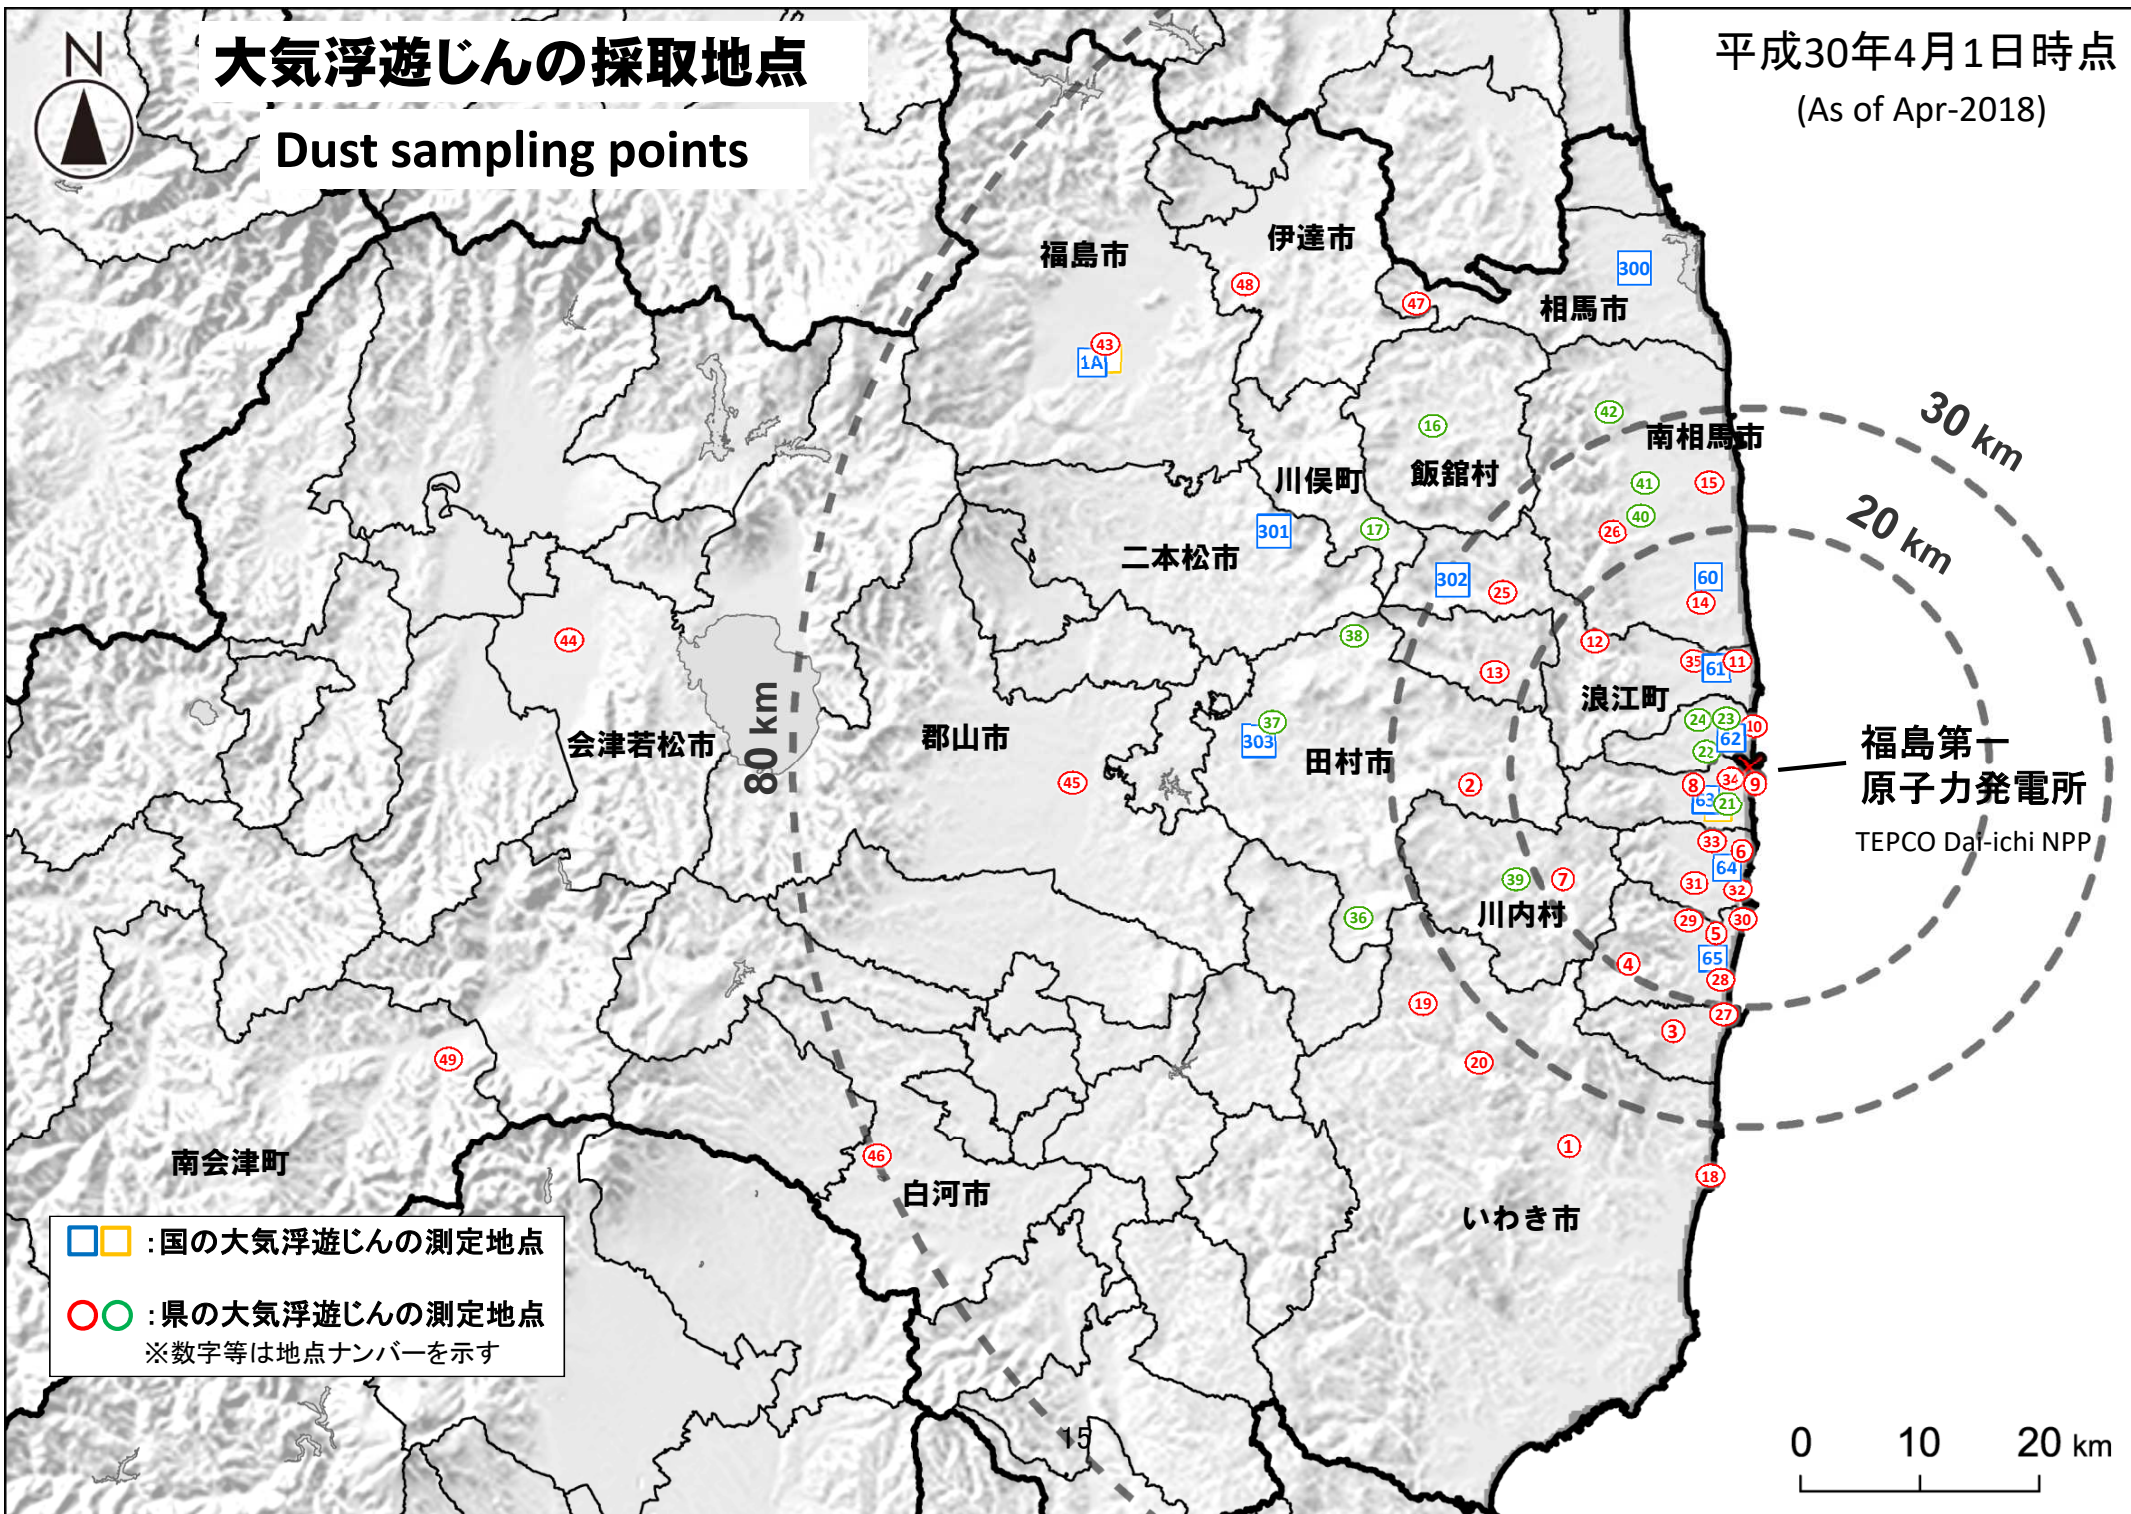 N
大気浮遊じんの採取地点
Dust sampling points
平成30年4月1日時点
(As of Apr-2018)
福島市
伊達市
300
48
47
相馬市
43
1A
42
30 km
16
南相馬市
川俣町
飯舘村
41
15
20 km
301
17
40
26
二本松市
302
25
60
14
44
38
12
13
35
61
11
80 km
浪江町
会津若松市
郡山市
37
303
田村市
24
23
10
62
22
福島第一
原子力発電所
TEPCO Dai-ichi NPP
45
2
8
34
9
63
21
33
6
64
39
7
31
32
川内村
36
29
30
5
4
65
28
19
27
3
49
20
南会津町
46
白河市
1
18
いわき市
:国の大気浮遊じんの測定地点
:県の大気浮遊じんの測定地点
※数字等は地点ナンバーを示す
15
0 10 20 km